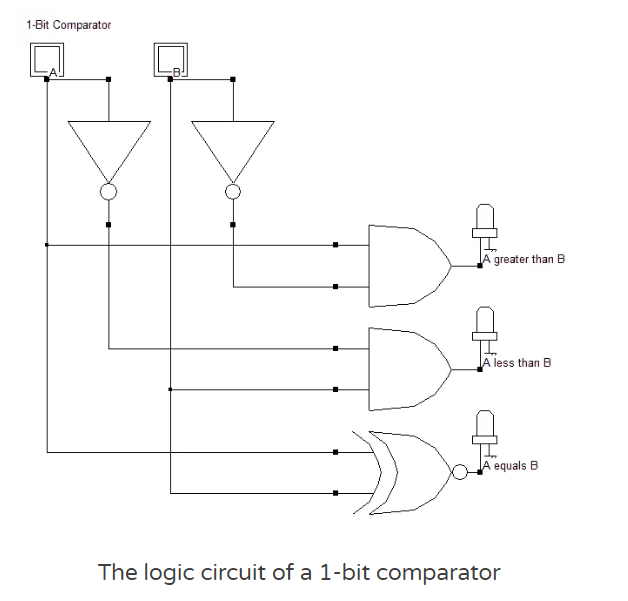 1-Bit Comparator
A
B
A greater than B
A less than B
A equals B
The logic circuit of a 1-bit comparator